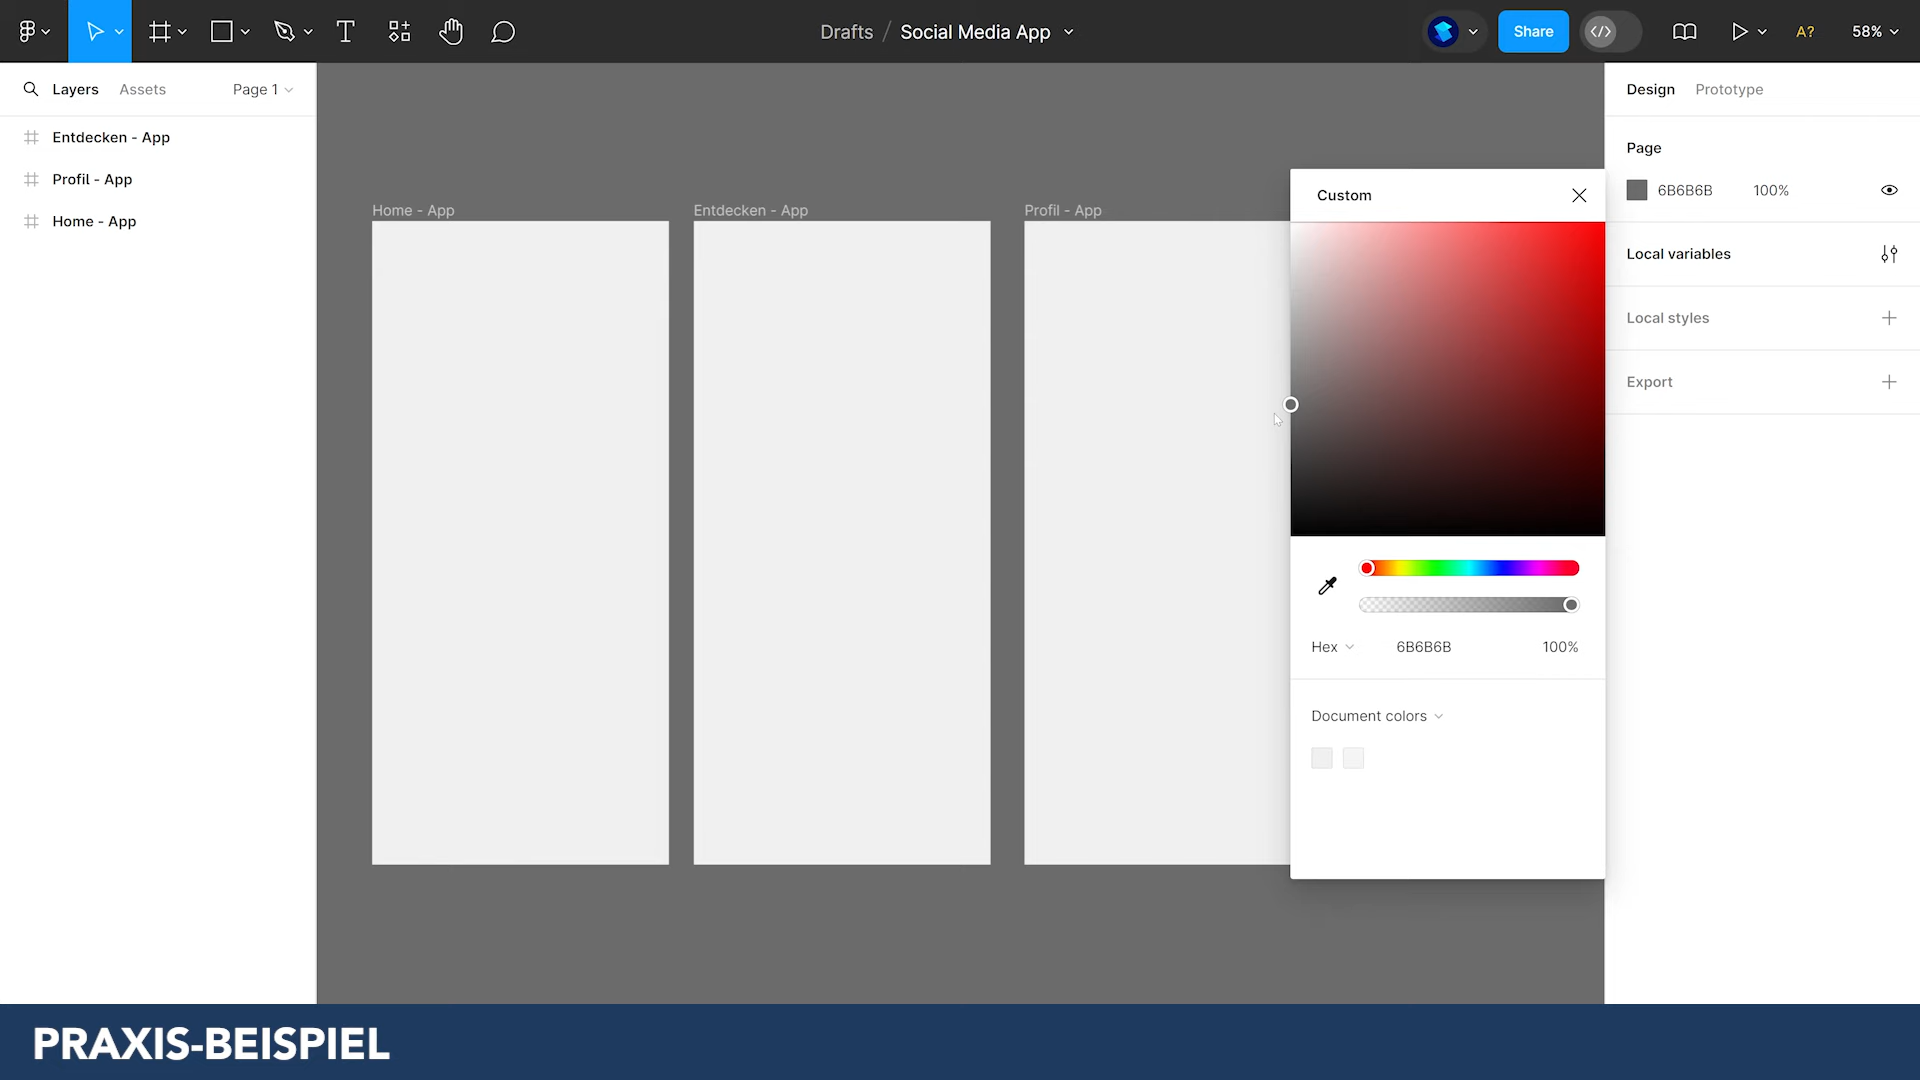 Drafts / Social Media App
Share
A?
58%
Layers
Assets
Page 1
Entdecken - App
Profil - App
Home - App
Home - App
Entdecken - App
Profil - App
Custom
Hex
6B6B6B
100%
Document colors
Design
Prototype
Page
6B6B6B
100%
Local variables
Local styles
Export
PRAXIS-BEISPIEL